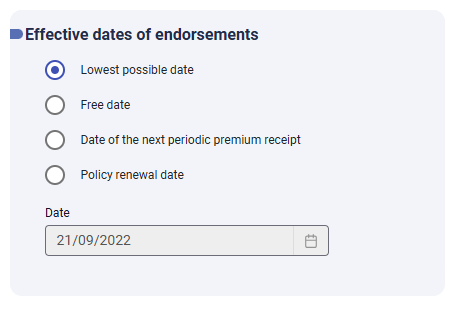 Effective dates of endorsements
Lowest possible date
Free date
Date of the next periodic premium receipt
Policy renewal date
Date
21/09/2022